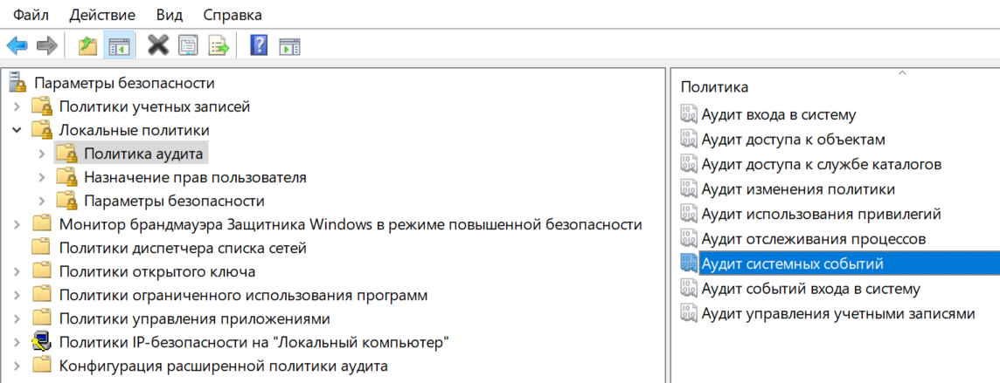 Файл Действие Вид Справка
Параметры безопасности
Политики учетных записей
Локальные политики
Политика аудита
Назначение прав пользователя
Параметры безопасности
Монитор брандмауэра Защитника Windows в режиме повышенной безопасности
Политики диспетчера списка сетей
Политики открытого ключа
Политики ограниченного использования программ
Политики управления приложениями
Политики IP-безопасности на "Локальный компьютер"
Конфигурация расширенной политики аудита
Политика
Аудит входа в систему
Аудит доступа к объектам
Аудит доступа к службе каталогов
Аудит изменения политики
Аудит использования привилегий
Аудит отслеживания процессов
Аудит системных событий
Аудит событий входа в систему
Аудит управления учетными записями